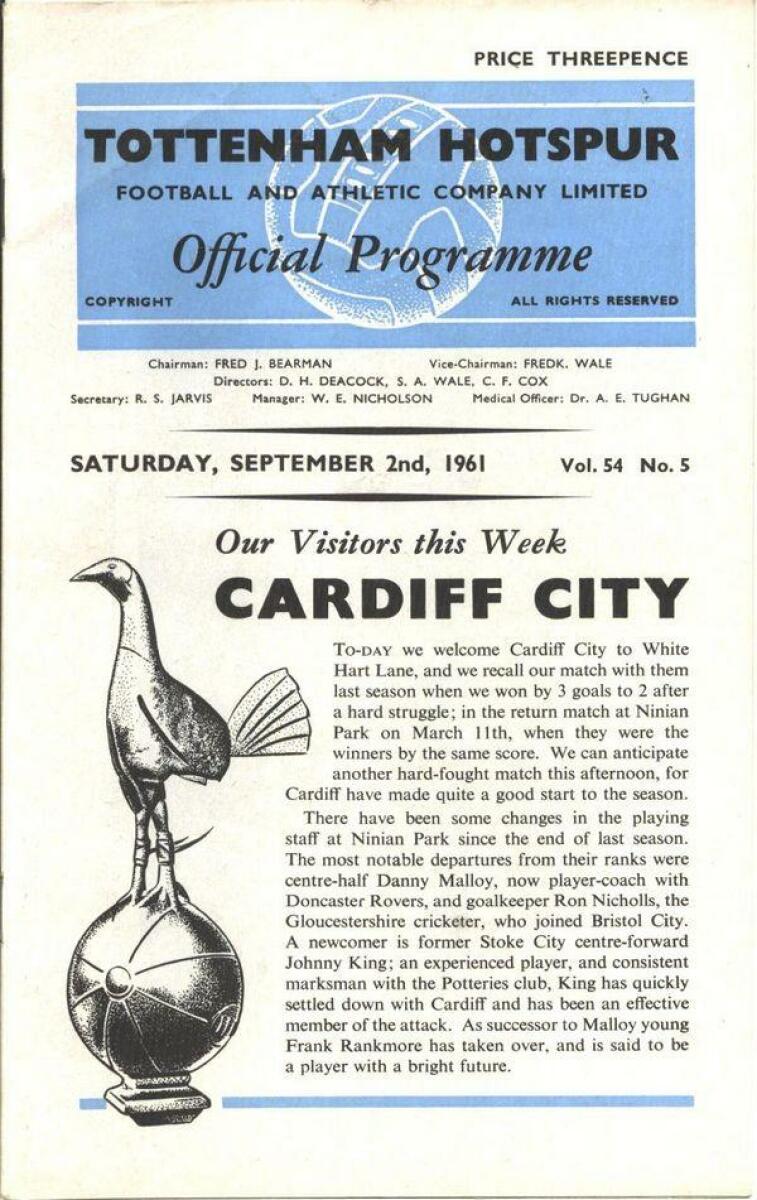 PRICE THREEPENCE
TOTTENHAM HOTSPUR
FOOTBALL AND ATHLETIC COMPANY LIMITED
Official Programme
COPYRIGHT ALL RIGHTS RESERVED
Chairman: FRED J. BEARMAN Vice-Chairman: FREDK. WALE
Directors: D. H. DEACOCK, S. A. WALE, C. F. COX
Secretary: R. S. JARVIS Manager: W. E. NICHOLSON Medical Officer: Dr. A. E. TUGHAN
SATURDAY, SEPTEMBER 2nd, 1961 Vol. 54 No. 5
Our Visitors this Week
CARDIFF CITY
TO-DAY we welcome Cardiff City to White
Hart Lane, and we recall our match with them
last season when we won by 3 goals to 2 after
a hard struggle; in the return match at Ninian
Park on March 11th, when they were the
winners by the same score. We can anticipate
another hard-fought match this afternoon, for
Cardiff have made quite a good start to the season.
There have been some changes in the playing
staff at Ninian Park since the end of last season.
The most notable departures from their ranks were
centre-half Danny Malloy, now player-coach with
Doncaster Rovers, and goalkeeper Ron Nicholls, the
Gloucestershire cricketer, who joined Bristol City.
A newcomer is former Stoke City centre-forward
Johnny King; an experienced player, and consistent
marksman with the Potteries club, King has quickly
settled down with Cardiff and has been an effective
member of the attack. As successor to Malloy young
Frank Rankmore has taken over, and is said to be
a player with a bright future.